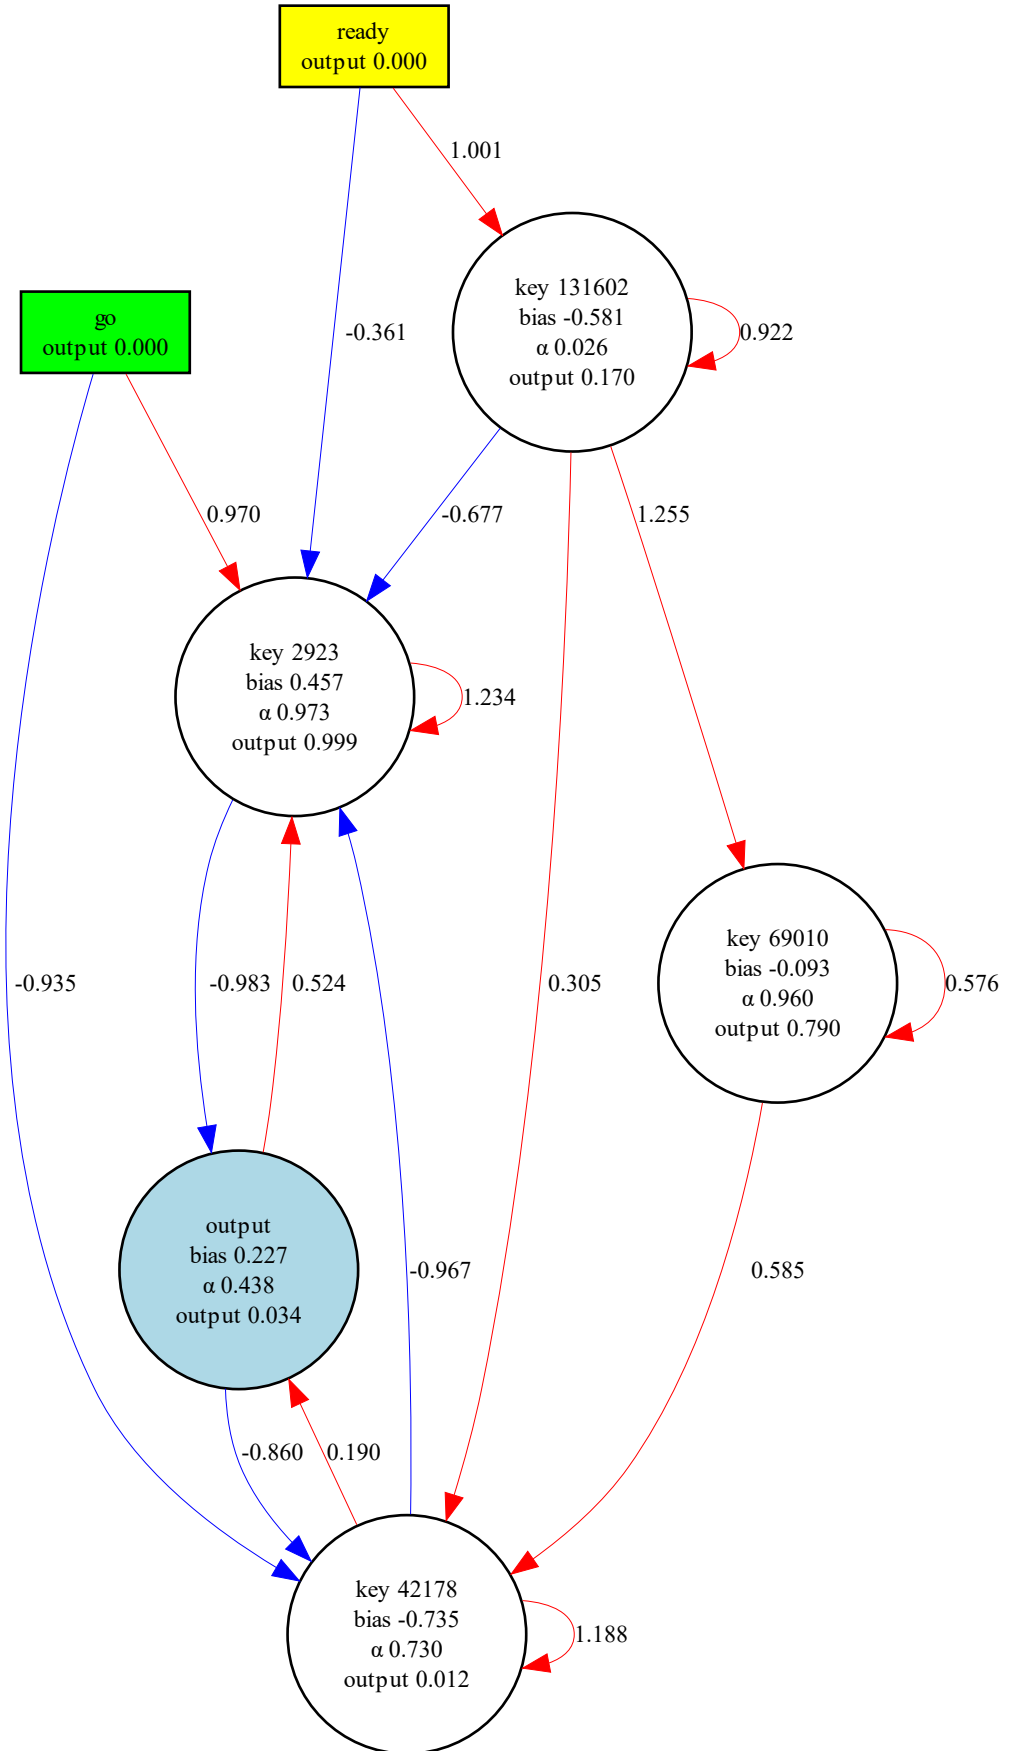 ready
output 0.000
1.001
key 131602
bias -0.581
α 0.026
output 0.170
0.922
go
output 0.000
-0.361
0.970
-0.677
1.255
key 2923
bias 0.457
α 0.973
output 0.999
1.234
key 69010
bias -0.093
α 0.960
output 0.790
0.576
-0.935
-0.983
0.524
0.305
output
bias 0.227
α 0.438
output 0.034
-0.967
0.585
-0.860
0.190
key 42178
bias -0.735
α 0.730
output 0.012
1.188